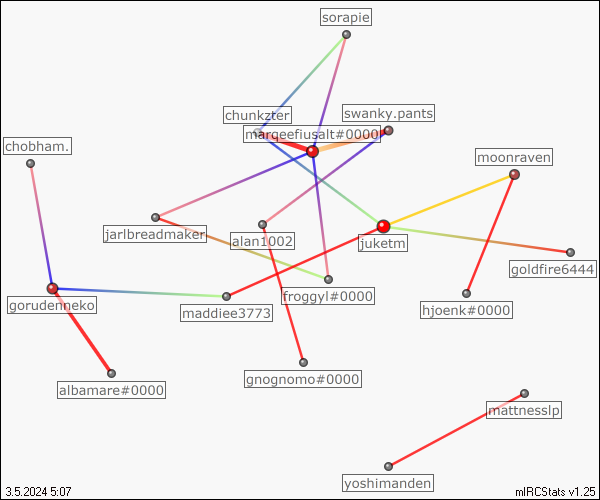 sorapie
chunkzter
swanky.pants
marqeefiusalt#0000
chobham.
moonraven
jarlbreadmaker
alan1002
juketm
goldfire6444
gorudenneko
maddiee3773
froggyl#0000
hjoenk#0000
albamare#0000
gnognomo#0000
mattnesslp
yoshimanden
3.5.2024 5:07
mIRCStats v1.25